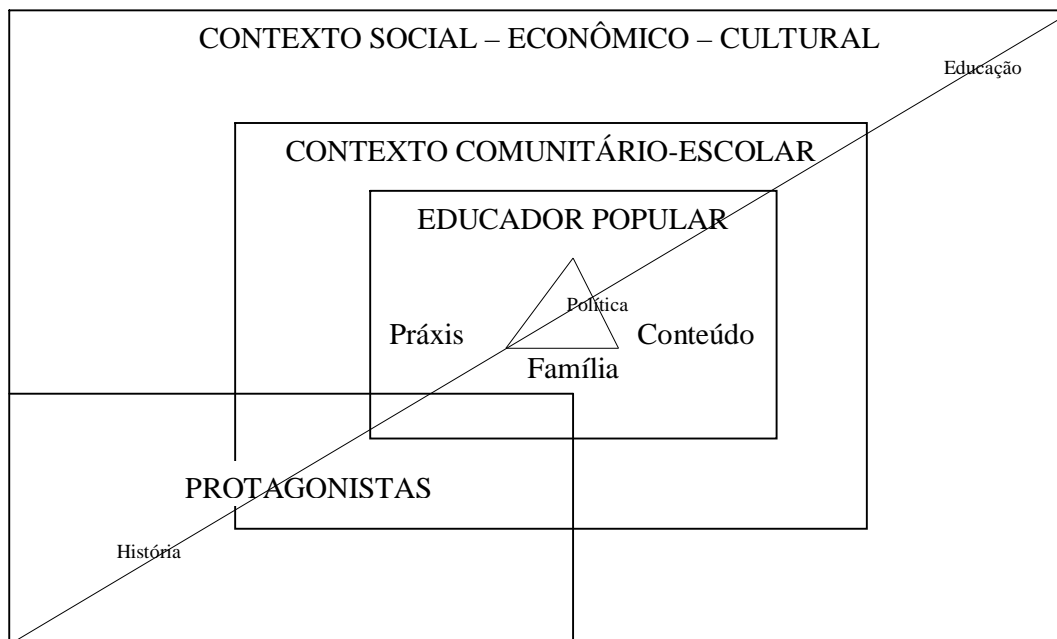 CONTEXTO SOCIAL – ECONÔMICO – CULTURAL
Educação
CONTEXTO COMUNITÁRIO-ESCOLAR
EDUCADOR POPULAR
Política
Práxis
Conteúdo
Família
PROTAGONISTAS
História